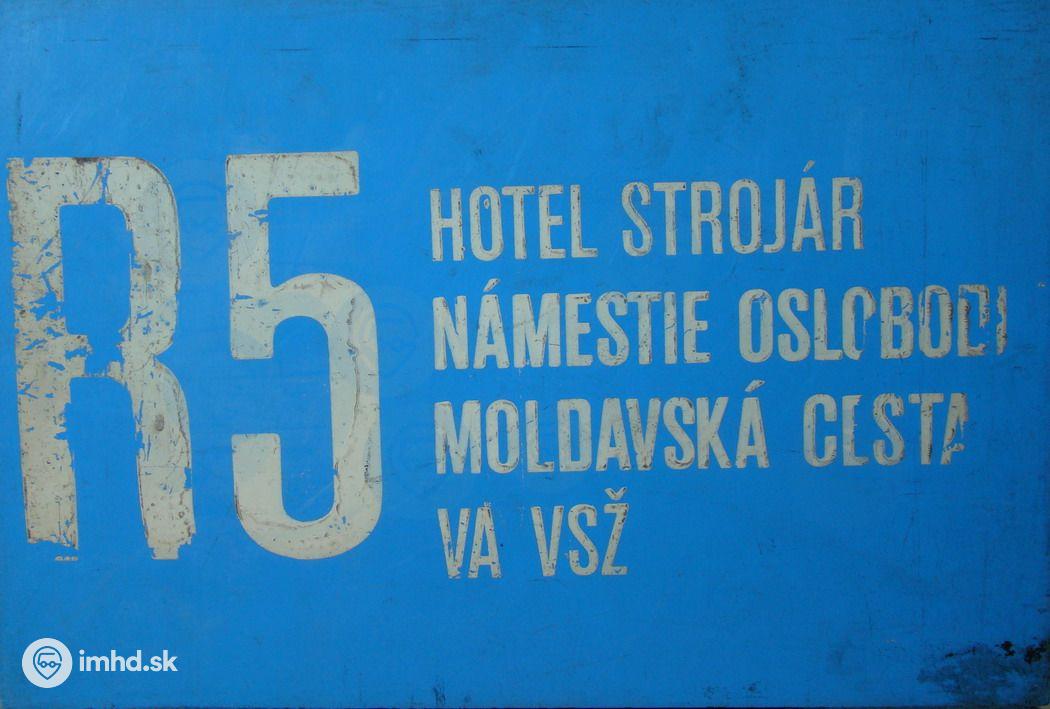 R5
HOTEL STROJÁR
NÁMESTIE OSLOBODI
MOLDAVSKÁ CESTA
VA VSŽ
imhd.sk